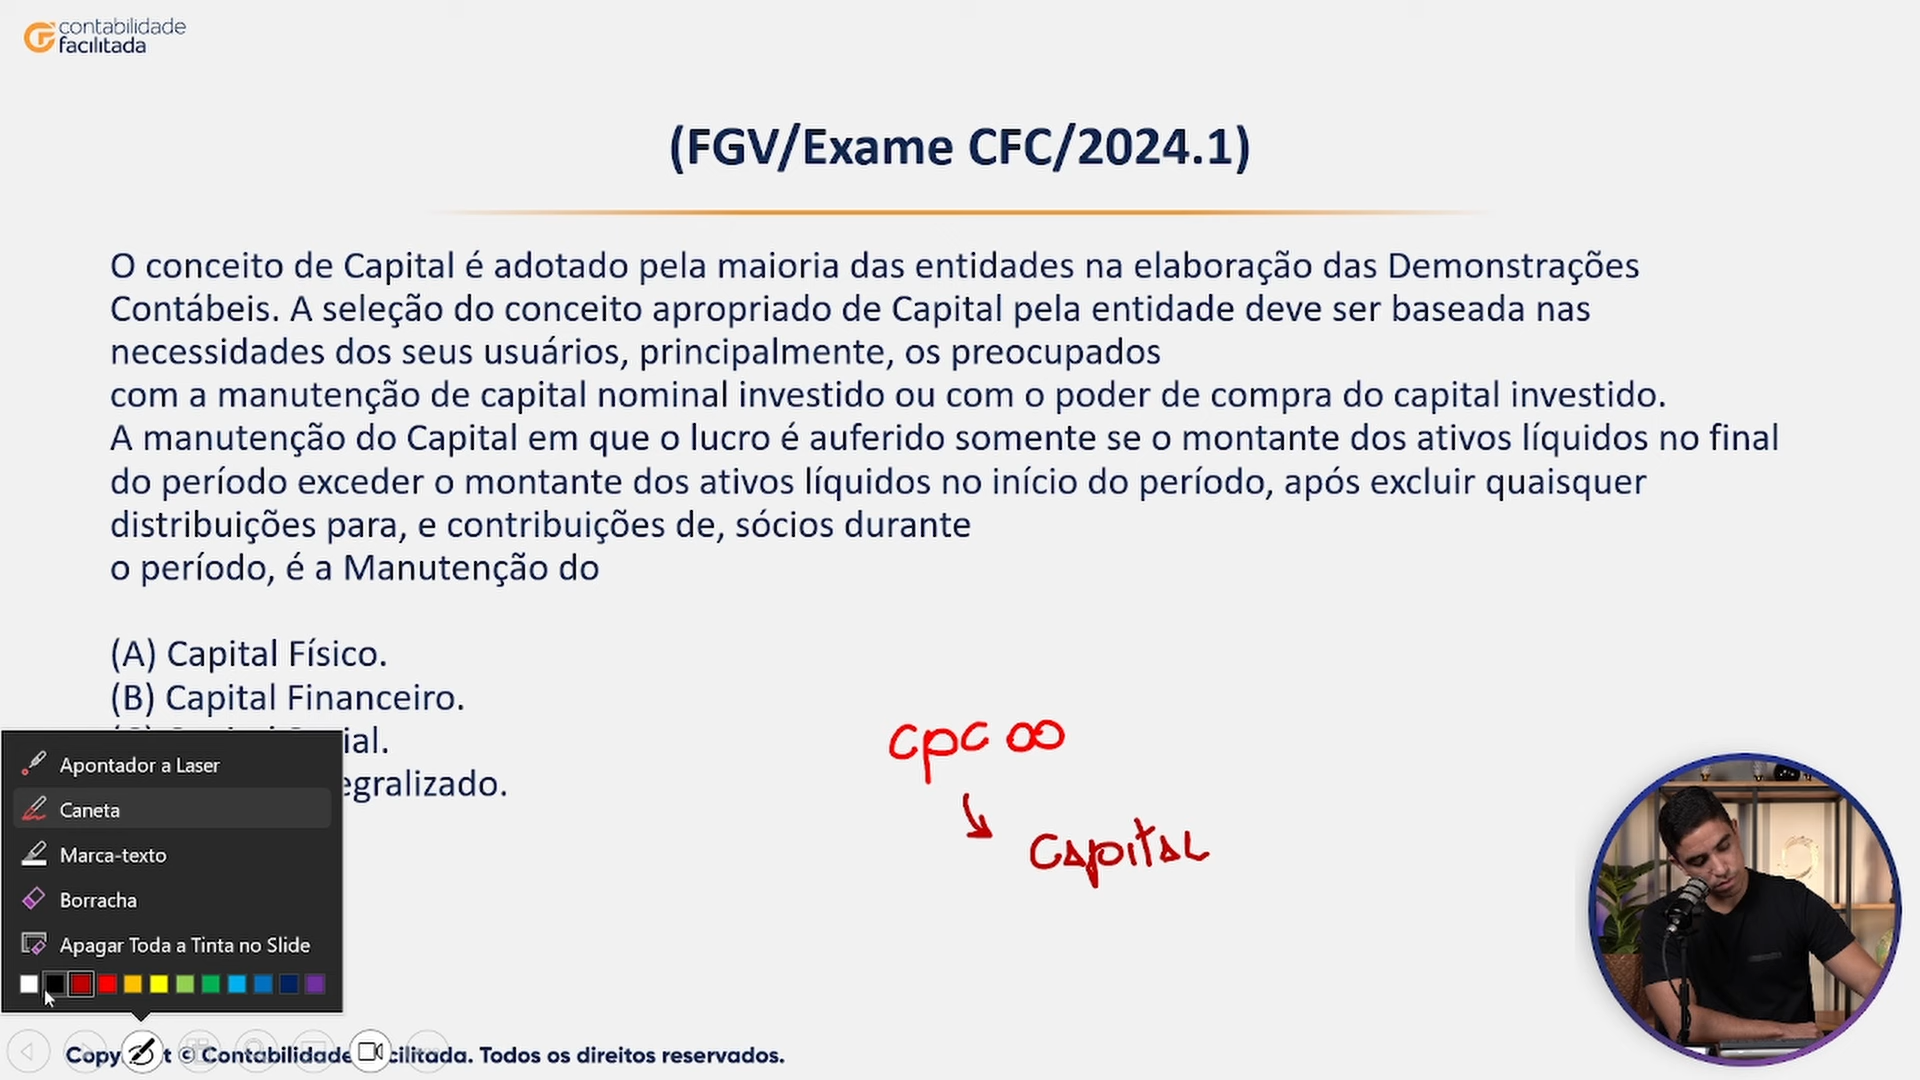 contabilidade
facilitada
(FGV/Exame CFC/2024.1)
O conceito de Capital é adotado pela maioria das entidades na elaboração das Demonstrações
Contábeis. A seleção do conceito apropriado de Capital pela entidade deve ser baseada nas
necessidades dos seus usuários, principalmente, os preocupados
com a manutenção de capital nominal investido ou com o poder de compra do capital investido.
A manutenção do Capital em que o lucro é auferido somente se o montante dos ativos líquidos no final
do período exceder o montante dos ativos líquidos no início do período, após excluir quaisquer
distribuições para, e contribuições de, sócios durante
o período, é a Manutenção do
(A) Capital Físico.
(B) Capital Financeiro.
ial.
egralizado.
CPC 00
Capital
Apontador a Laser
Caneta
Marca-texto
Borracha
Apagar Toda a Tinta no Slide
© Contabilidade cilitada. Todos os direitos reservados.